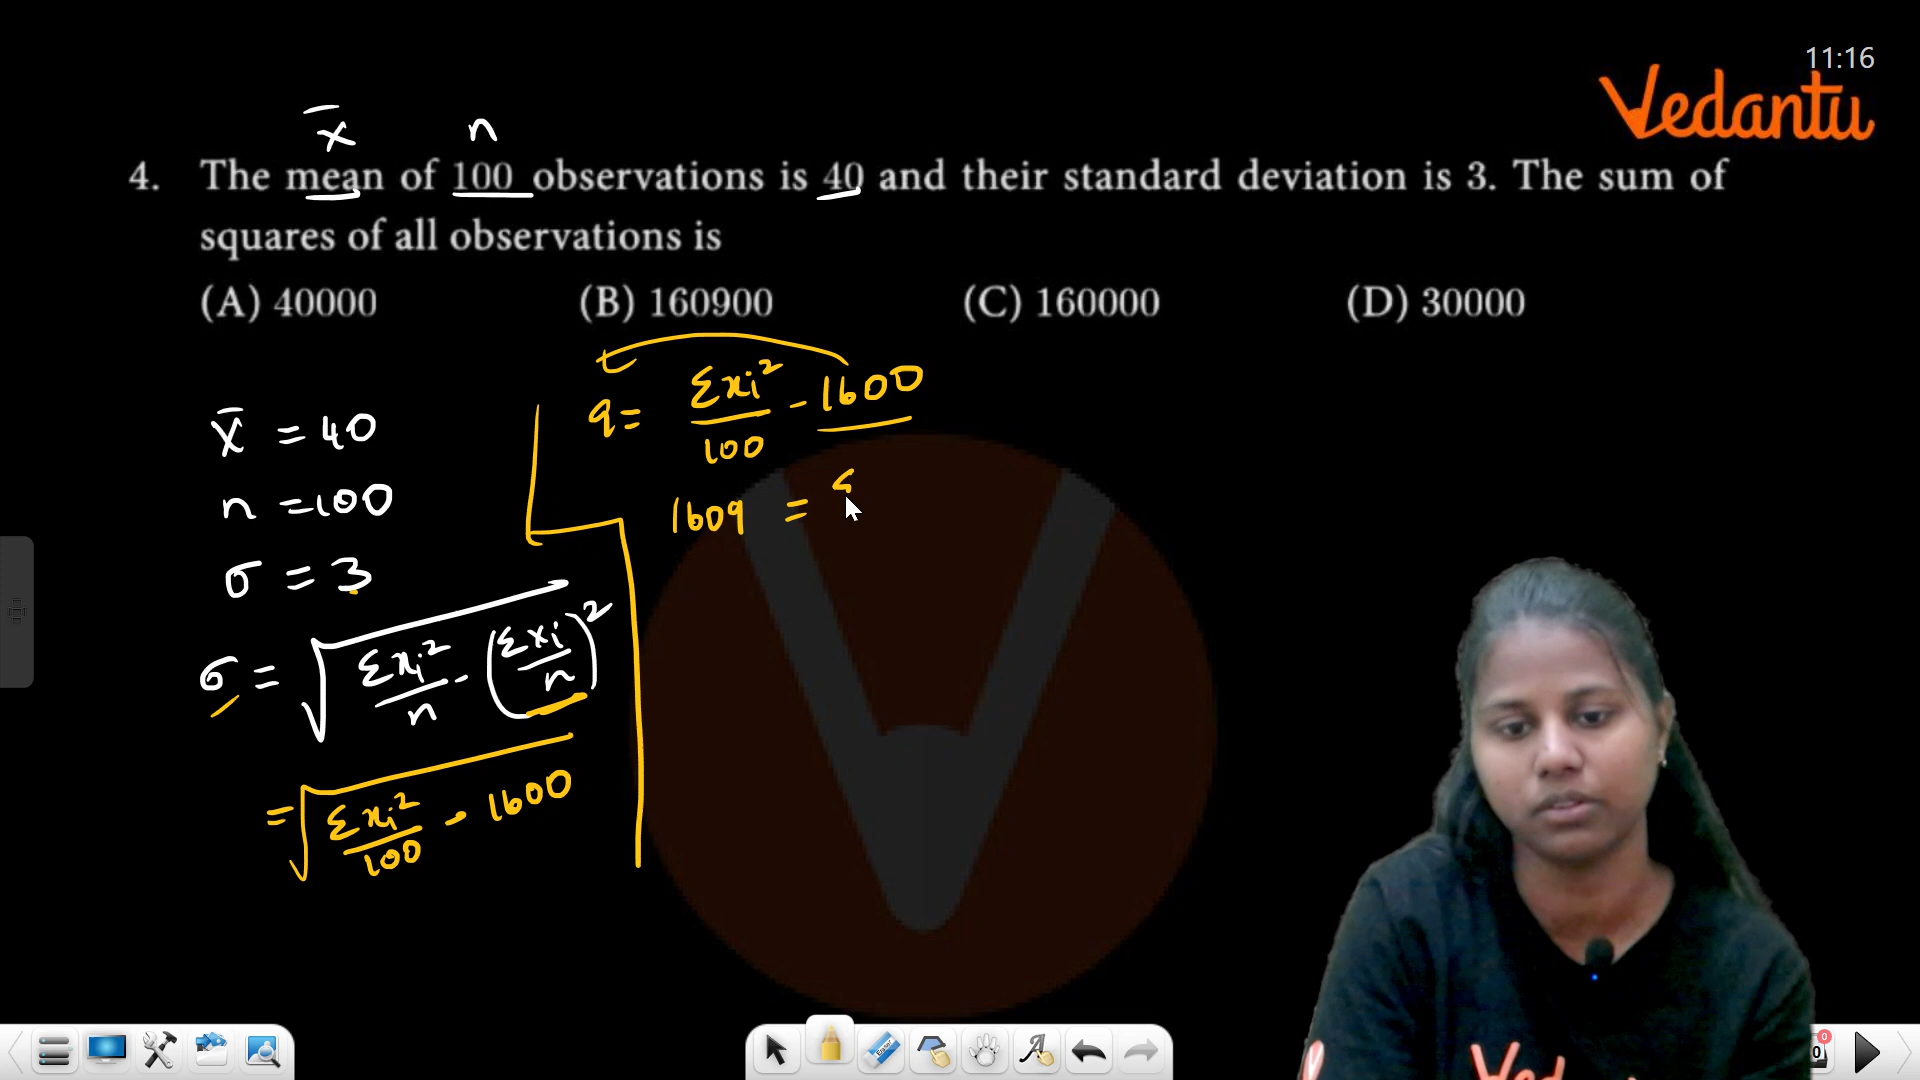 11:16
Vedantu
x̄ n
4. The mean of 100 observations is 40 and their standard deviation is 3. The sum of
squares of all observations is
(A) 40000 (B) 160900 (C) 160000 (D) 30000
x̄ = 40
n = 100
σ = 3
σ = √(Σxi²/n - (Σxi/n)²)
= √(Σxi²/100 - 1600)
9 = Σxi²/100 - 1600
1609 =
Eraser